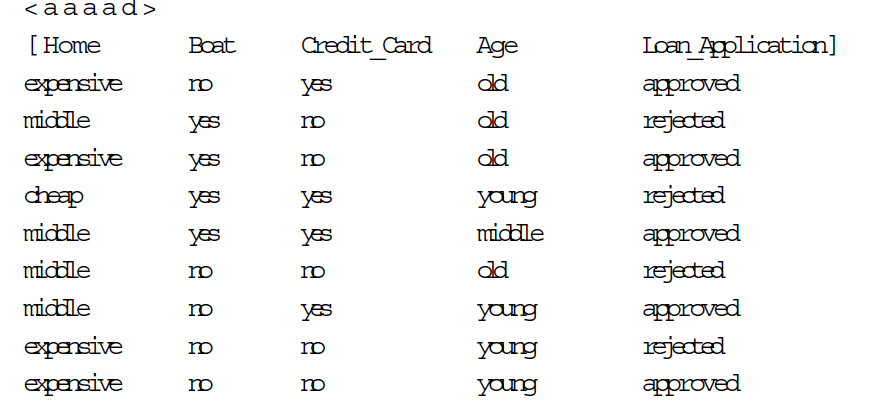 < a a a a d >
[ Home Boat Credit_Card Age Loan_Application]
expensive no yes old approved
middle yes no old rejected
expensive yes no old approved
cheap yes yes young rejected
middle yes yes middle approved
middle no no old rejected
middle no yes young approved
expensive no no young rejected
expensive no no young approved